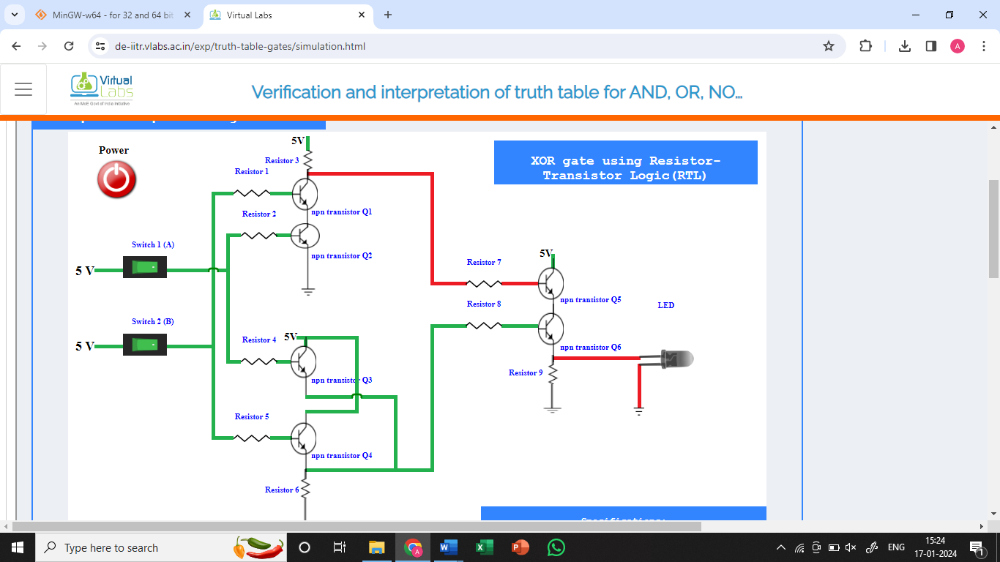 MinGW-w64 - for 32 and 64 bit
Virtual Labs
de-iitr.vlabs.ac.in/exp/truth-table-gates/simulation.html
A
Virtual
Labs
An MoE Govt of India Initiative
Verification and interpretation of truth table for AND, OR, NO...
Power
5V
Resistor 3
Resistor 1
XOR gate using Resistor-
Transistor Logic(RTL)
npn transistor Q1
Resistor 2
Switch 1 (A)
npn transistor Q2
5 V
5V
Resistor 7
npn transistor Q5
Resistor 8
LED
Switch 2 (B)
5 V
Resistor 4
5V
npn transistor Q6
npn transistor Q3
Resistor 9
Resistor 5
npn transistor Q4
Resistor 6
Type here to search
A
W
X
P
ENG
15:24
17-01-2024
1